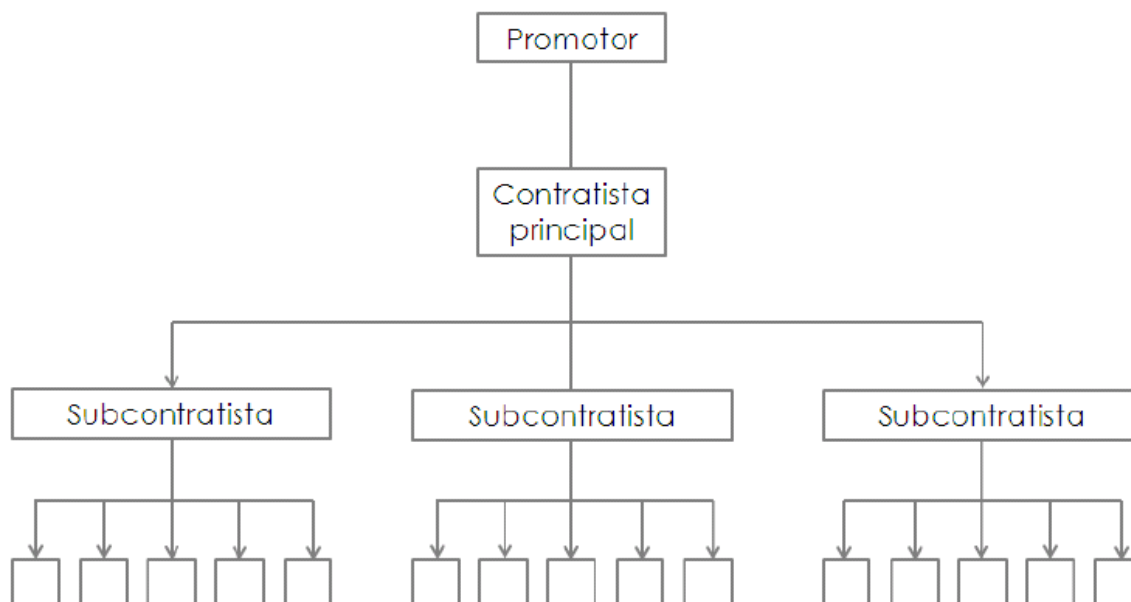 Promotor
Contratista
principal
Subcontratista
Subcontratista
Subcontratista